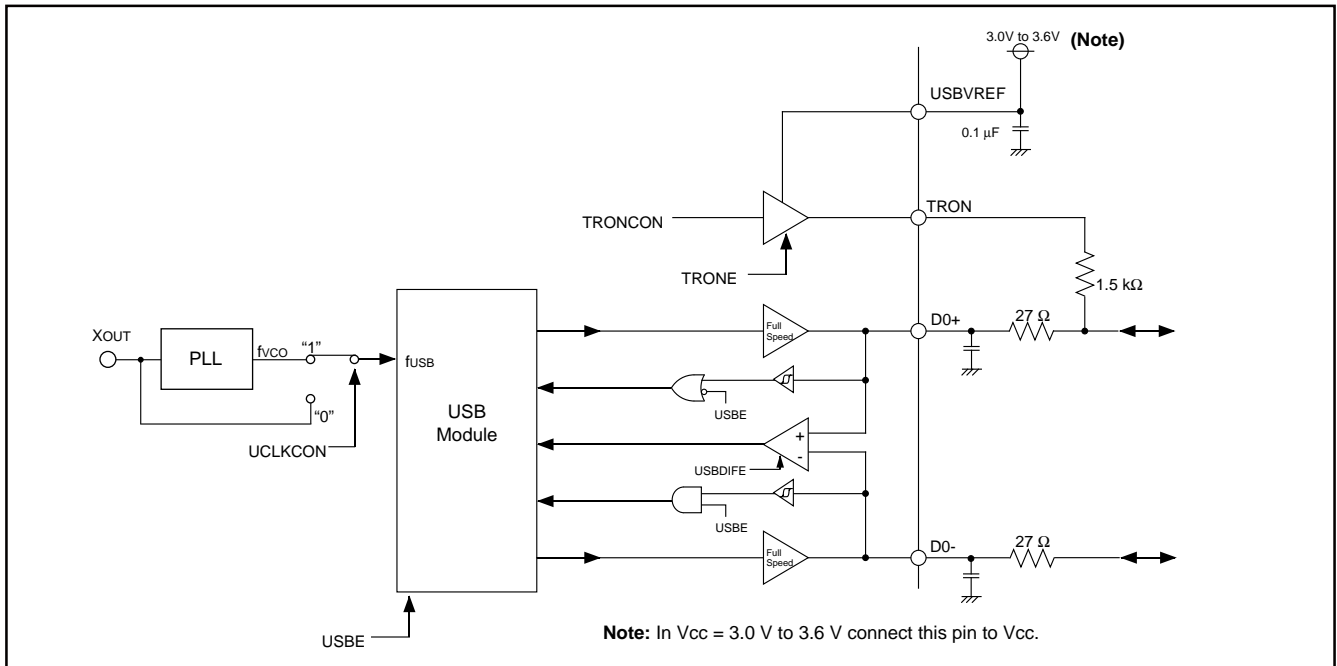 3.0V to 3.6V (Note)
USBVREF
0.1 µF
TRONCON
TRON
TRONE
1.5 kΩ
Full Speed
D0+
27 Ω
XOUT
PLL
fVCO
"1"
fUSB
"0"
USB
Module
USBE
UCLKCON
+
-
USBDIFE
USBE
Full Speed
D0-
27 Ω
USBE
Note: In Vcc = 3.0 V to 3.6 V connect this pin to Vcc.